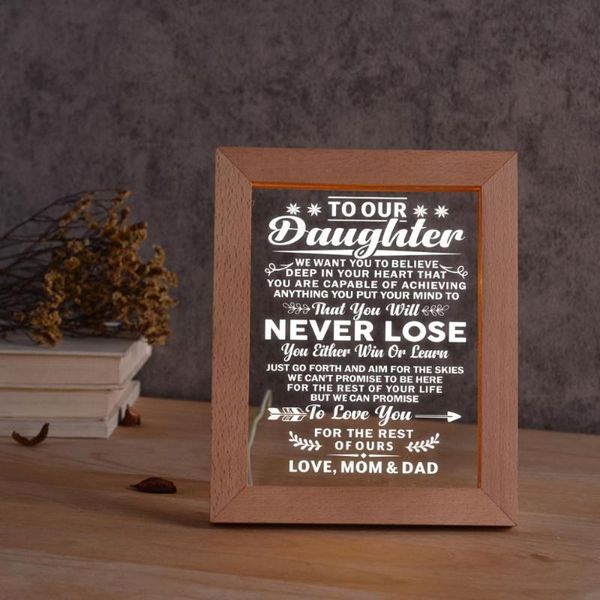 TO OUR
Daughter
WE WANT YOU TO BELIEVE
DEEP IN YOUR HEART THAT
YOU ARE CAPABLE OF ACHIEVING
ANYTHING YOU PUT YOUR MIND TO
That You Will
NEVER LOSE
You Either Win Or Learn
JUST GO FORTH AND AIM FOR THE SKIES
WE CAN'T PROMISE TO BE HERE
FOR THE REST OF YOUR LIFE
BUT WE CAN PROMISE
To Love You
FOR THE REST
OF OURS
LOVE, MOM & DAD